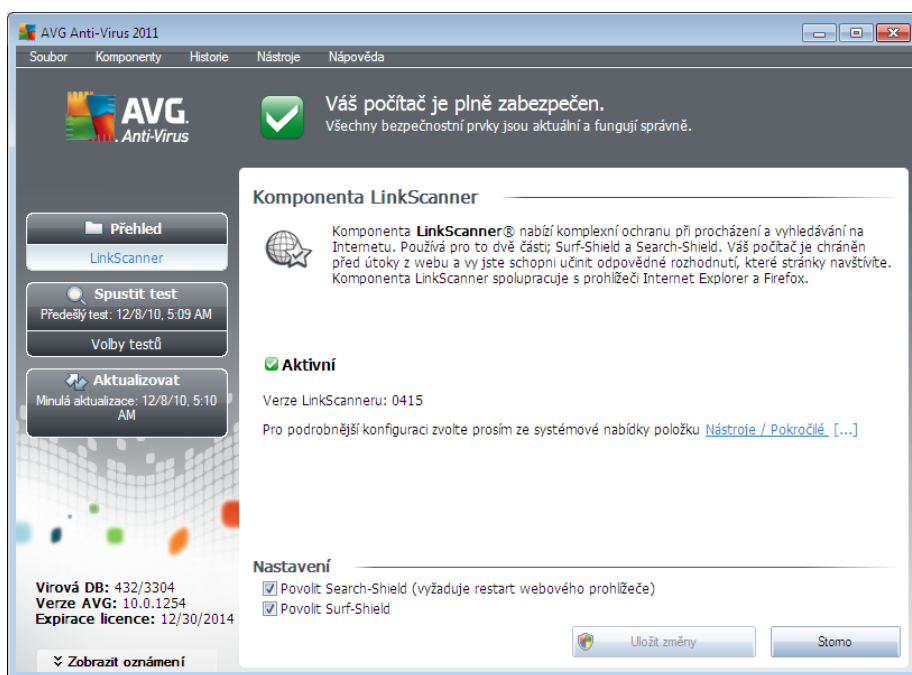 AVG Anti-Virus 2011
Soubor Komponenty Historie Nástroje Nápověda
AVG.
Anti-Virus
Váš počítač je plně zabezpečen.
Všechny bezpečnostní prvky jsou aktuální a fungují správně.
Přehled
LinkScanner
Spustit test
Předešlý test: 12/8/10, 5:09 AM
Volby testů
Aktualizovat
Minulá aktualizace: 12/8/10, 5:10
AM
Virová DB: 432/3304
Verze AVG: 10.0.1254
Expirace licence: 12/30/2014
Zobrazit oznámení
Komponenta LinkScanner
Komponenta LinkScanner® nabízí komplexní ochranu při procházení a vyhledávání na
Internetu. Používá pro to dvě části; Surf-Shield a Search-Shield. Váš počítač je chráněn
před útoky z webu a vy jste schopni učinit odpovědné rozhodnutí, které stránky navštívíte.
Komponenta LinkScanner spolupracuje s prohlížeči Internet Explorer a Firefox.
Aktivní
Verze LinkScanneru: 0415
Pro podrobnější konfiguraci zvolte prosím ze systémové nabídky položku Nástroje / Pokročilé [...]
Nastavení
Povolit Search-Shield (vyžaduje restart webového prohlížeče)
Povolit Surf-Shield
Uložit změny
Storno